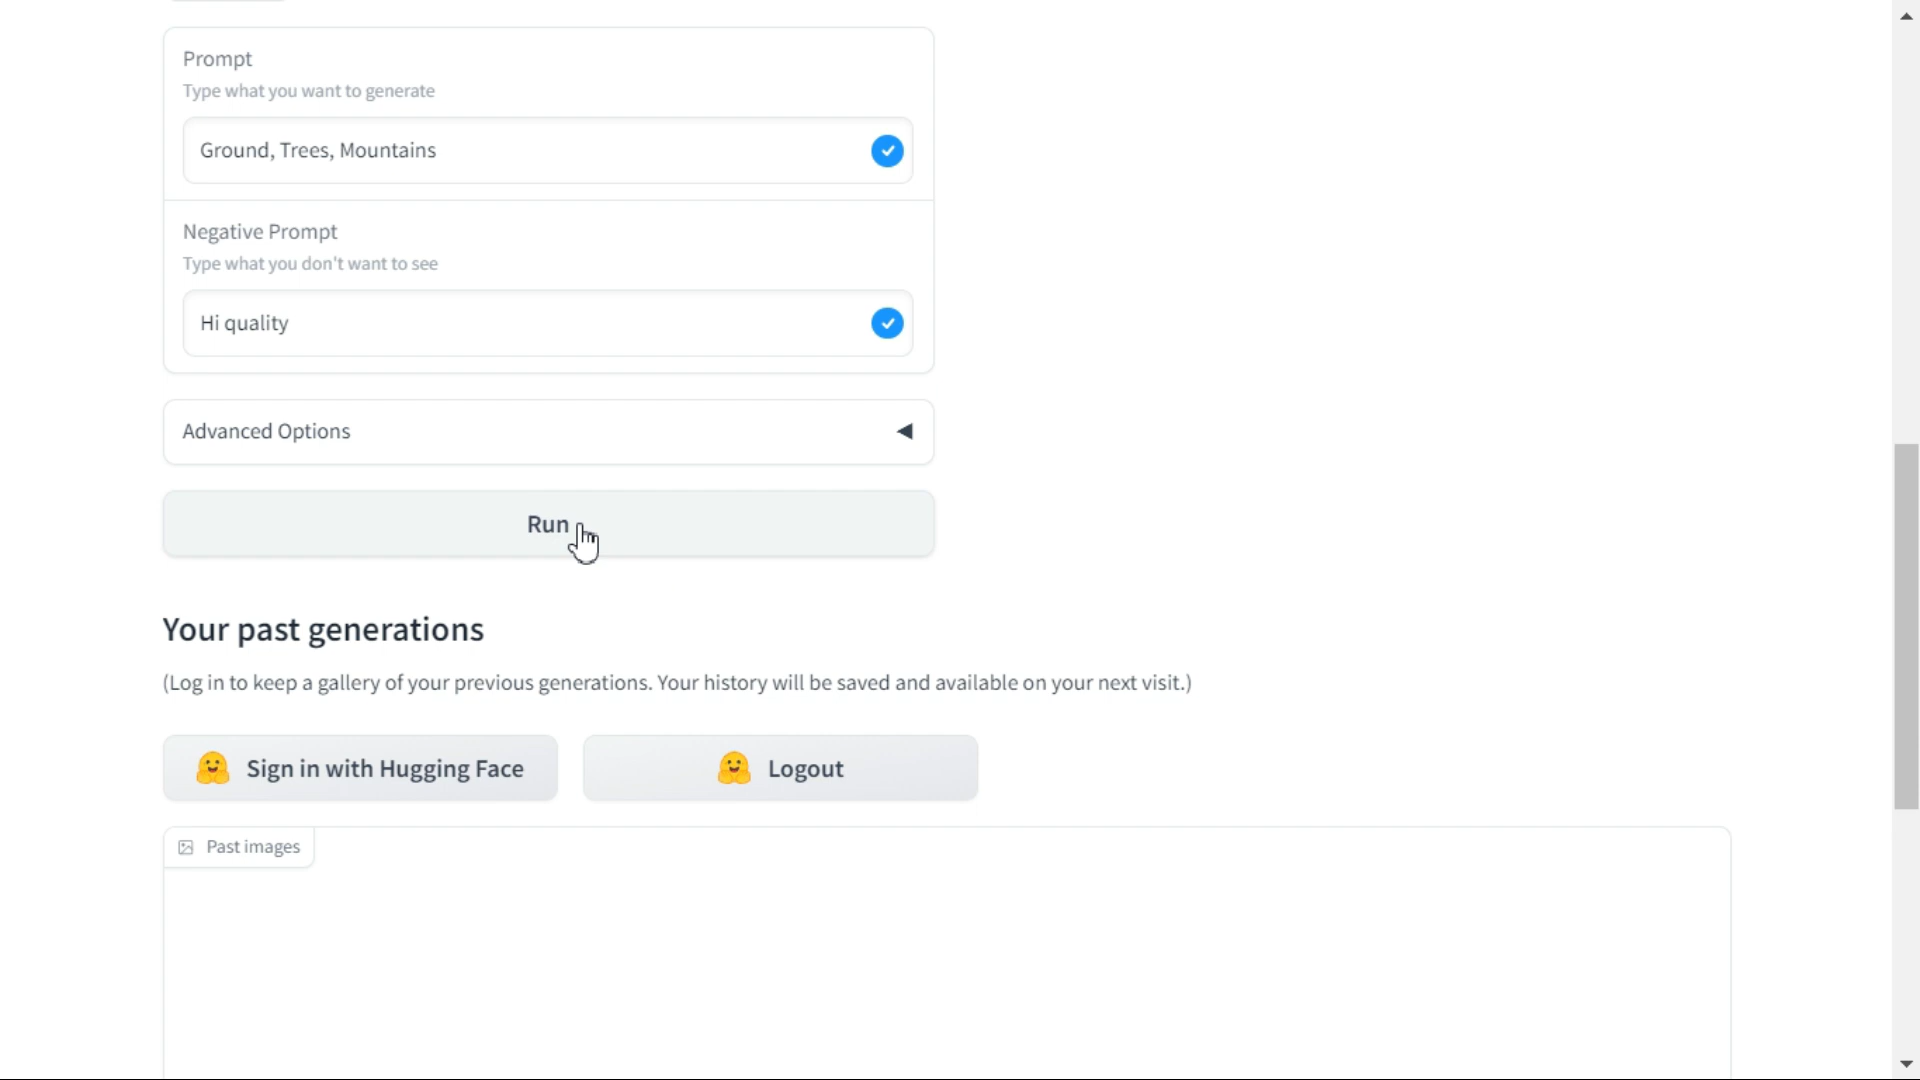 Prompt
Type what you want to generate
Ground, Trees, Mountains
Negative Prompt
Type what you don't want to see
Hi quality
Advanced Options
Run
Your past generations
(Log in to keep a gallery of your previous generations. Your history will be saved and available on your next visit.)
Sign in with Hugging Face
Logout
Past images